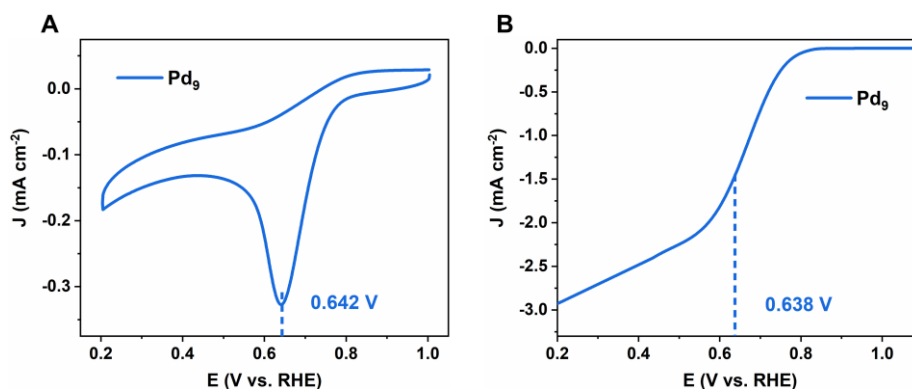 A
Pd₉
0.642 V
0.0
-0.1
-0.2
-0.3
J (mA cm⁻²)
0.2 0.4 0.6 0.8 1.0
E (V vs. RHE)
B
Pd₉
0.638 V
0.0
-0.5
-1.0
-1.5
-2.0
-2.5
-3.0
J (mA cm⁻²)
0.2 0.4 0.6 0.8 1.0
E (V vs. RHE)